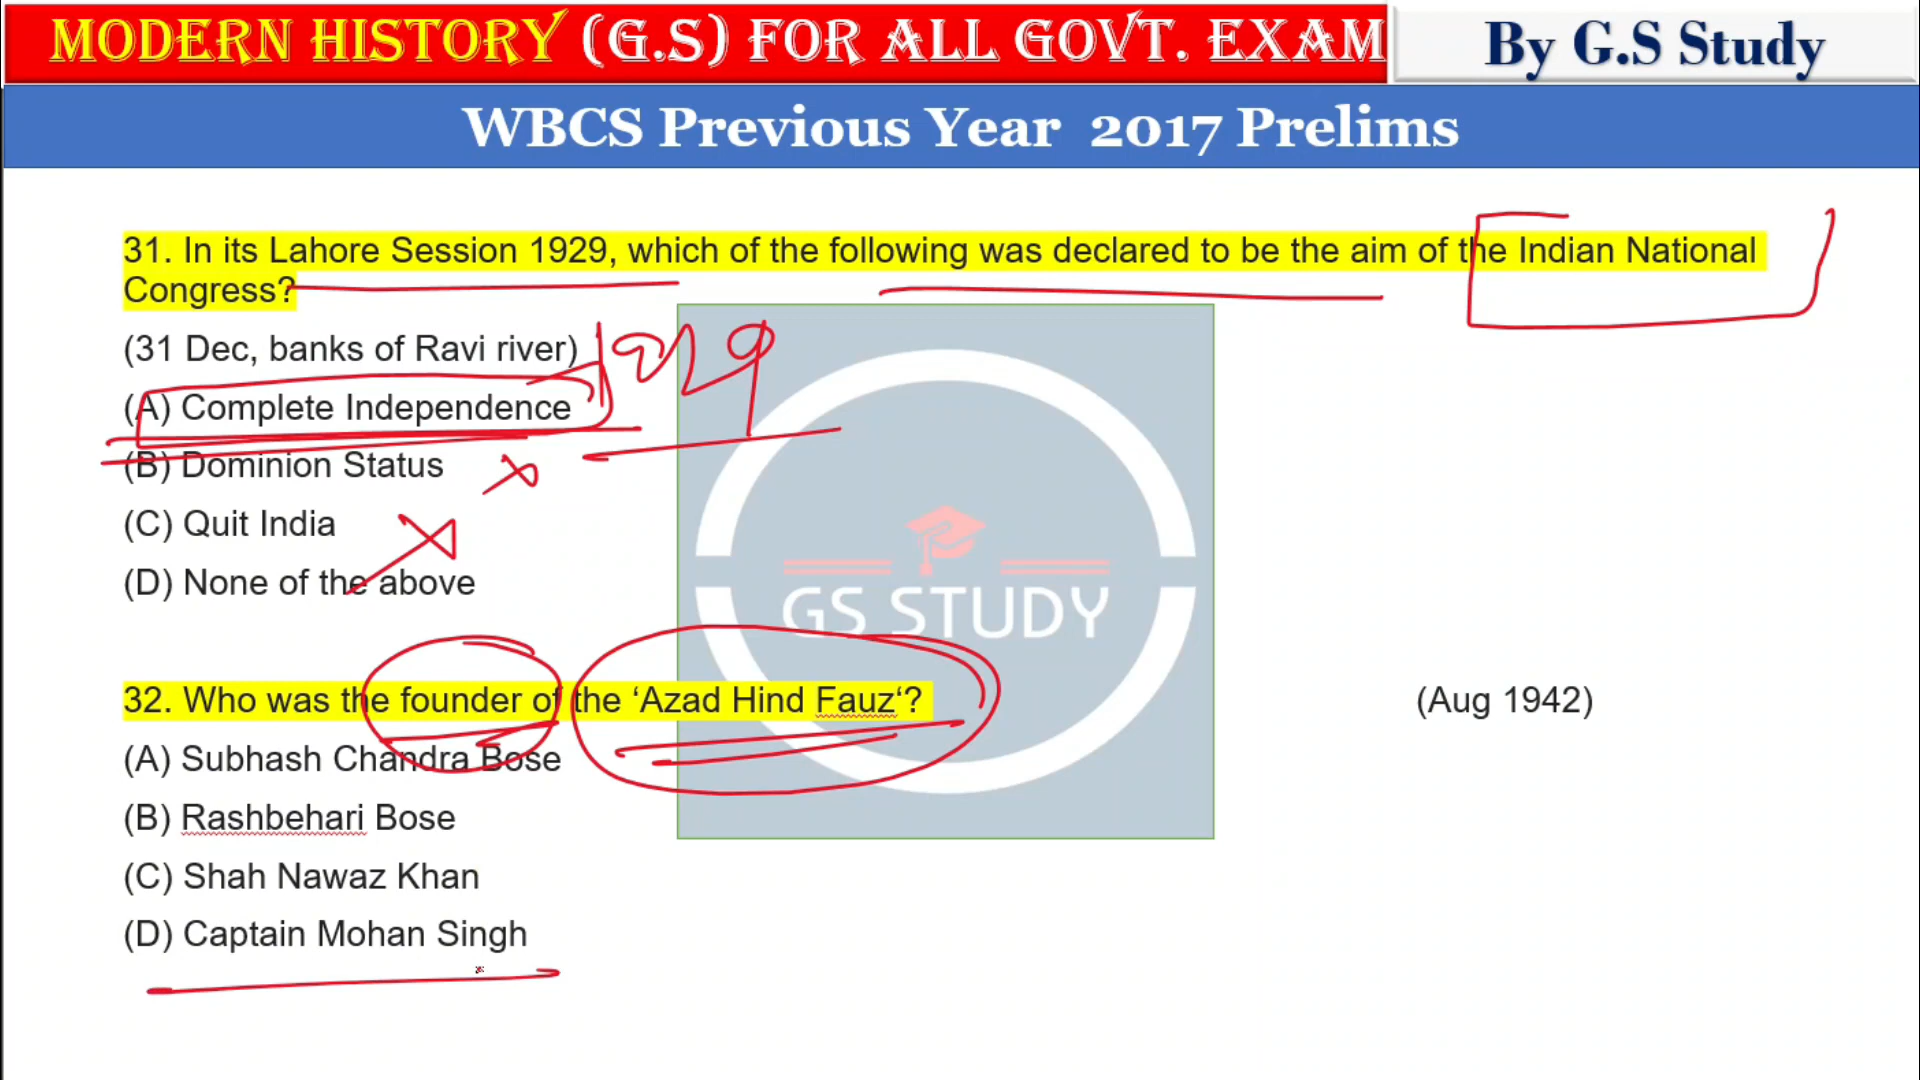 MODERN HISTORY (G.S) FOR ALL GOVT. EXAM
By G.S Study
WBCS Previous Year 2017 Prelims
31. In its Lahore Session 1929, which of the following was declared to be the aim of the Indian National
Congress?
(31 Dec, banks of Ravi river)
1929
(A) Complete Independence
(B) Dominion Status
(C) Quit India
(D) None of the above
GS STUDY
32. Who was the founder of the ‘Azad Hind Fauz‘?
(Aug 1942)
(A) Subhash Chandra Bose
(B) Rashbehari Bose
(C) Shah Nawaz Khan
(D) Captain Mohan Singh